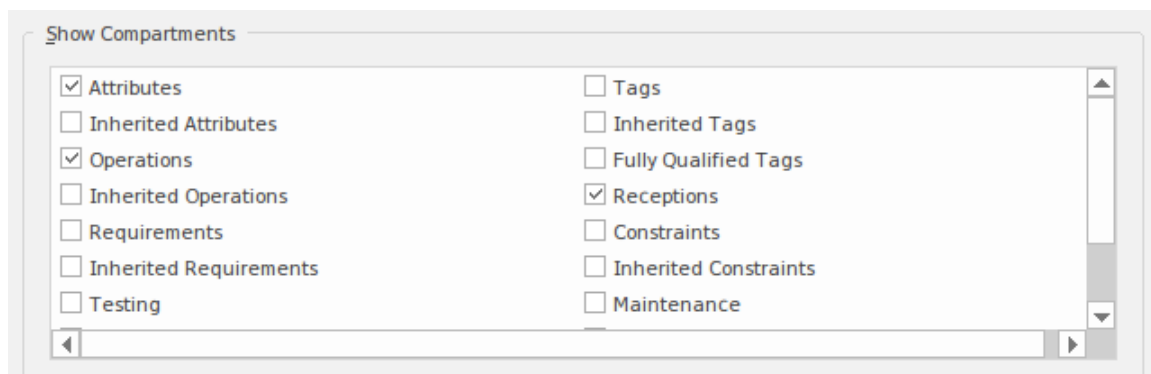 Show Compartments
Attributes
Tags
Inherited Attributes
Inherited Tags
Operations
Fully Qualified Tags
Inherited Operations
Receptions
Requirements
Constraints
Inherited Requirements
Inherited Constraints
Testing
Maintenance